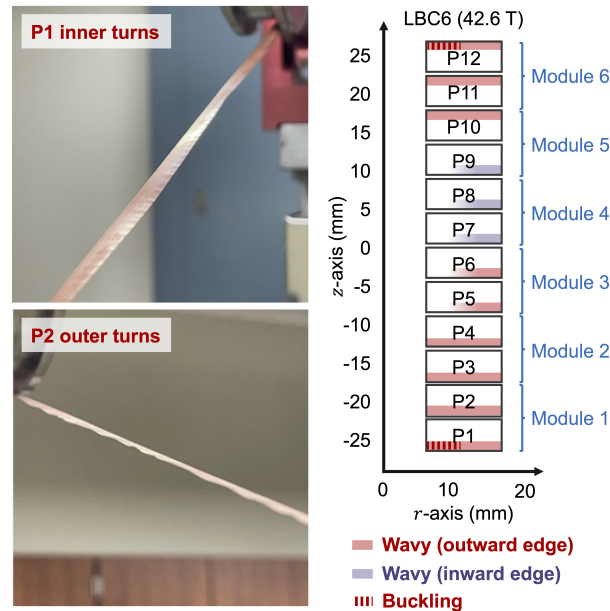 P1 inner turns
P2 outer turns
LBC6 (42.6 T)
z-axis (mm)
25
20
15
10
5
0
-5
-10
-15
-20
-25
P12
P11
P10
P9
P8
P7
P6
P5
P4
P3
P2
P1
Module 6
Module 5
Module 4
Module 3
Module 2
Module 1
0
10
20
r-axis (mm)
Wavy (outward edge)
Wavy (inward edge)
Buckling